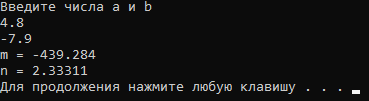 Введите числа a и b
4.8
-7.9
m = -439.284
n = 2.33311
Для продолжения нажмите любую клавишу . . .